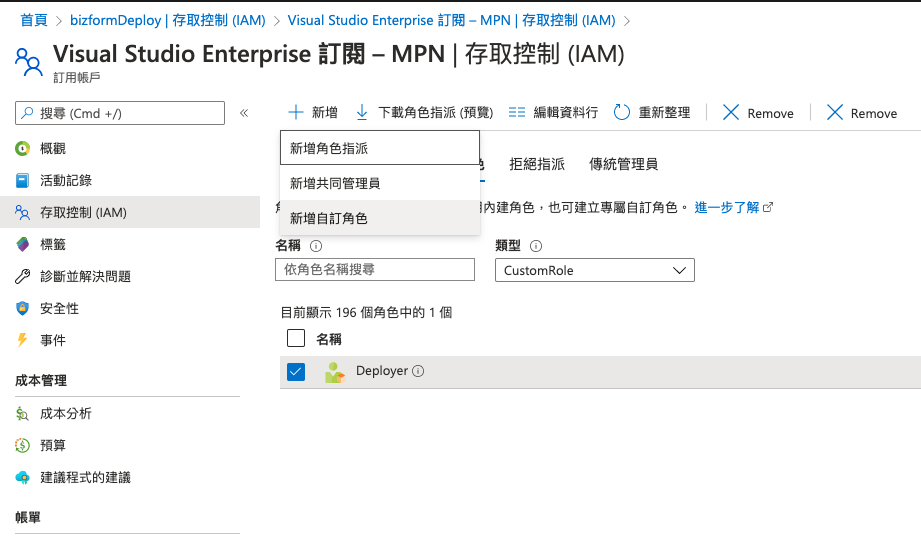 首頁 > bizformDeploy | 存取控制 (IAM) > Visual Studio Enterprise 訂閱 – MPN | 存取控制 (IAM) >
Visual Studio Enterprise 訂閱 – MPN | 存取控制 (IAM)
訂用帳戶
搜尋 (Cmd +/)
«
新增
下載角色指派 (預覽)
編輯資料行
重新整理
Remove
Remove
新增角色指派
新增共同管理員
新增自訂角色
拒絕指派
傳統管理員
內建角色，也可建立專屬自訂角色。 進一步了解
概觀
活動記錄
存取控制 (IAM)
標籤
診斷並解決問題
安全性
事件
成本管理
成本分析
預算
建議程式的建議
帳單
名稱
依角色名稱搜尋
類型
CustomRole
目前顯示 196 個角色中的 1 個
名稱
Deployer